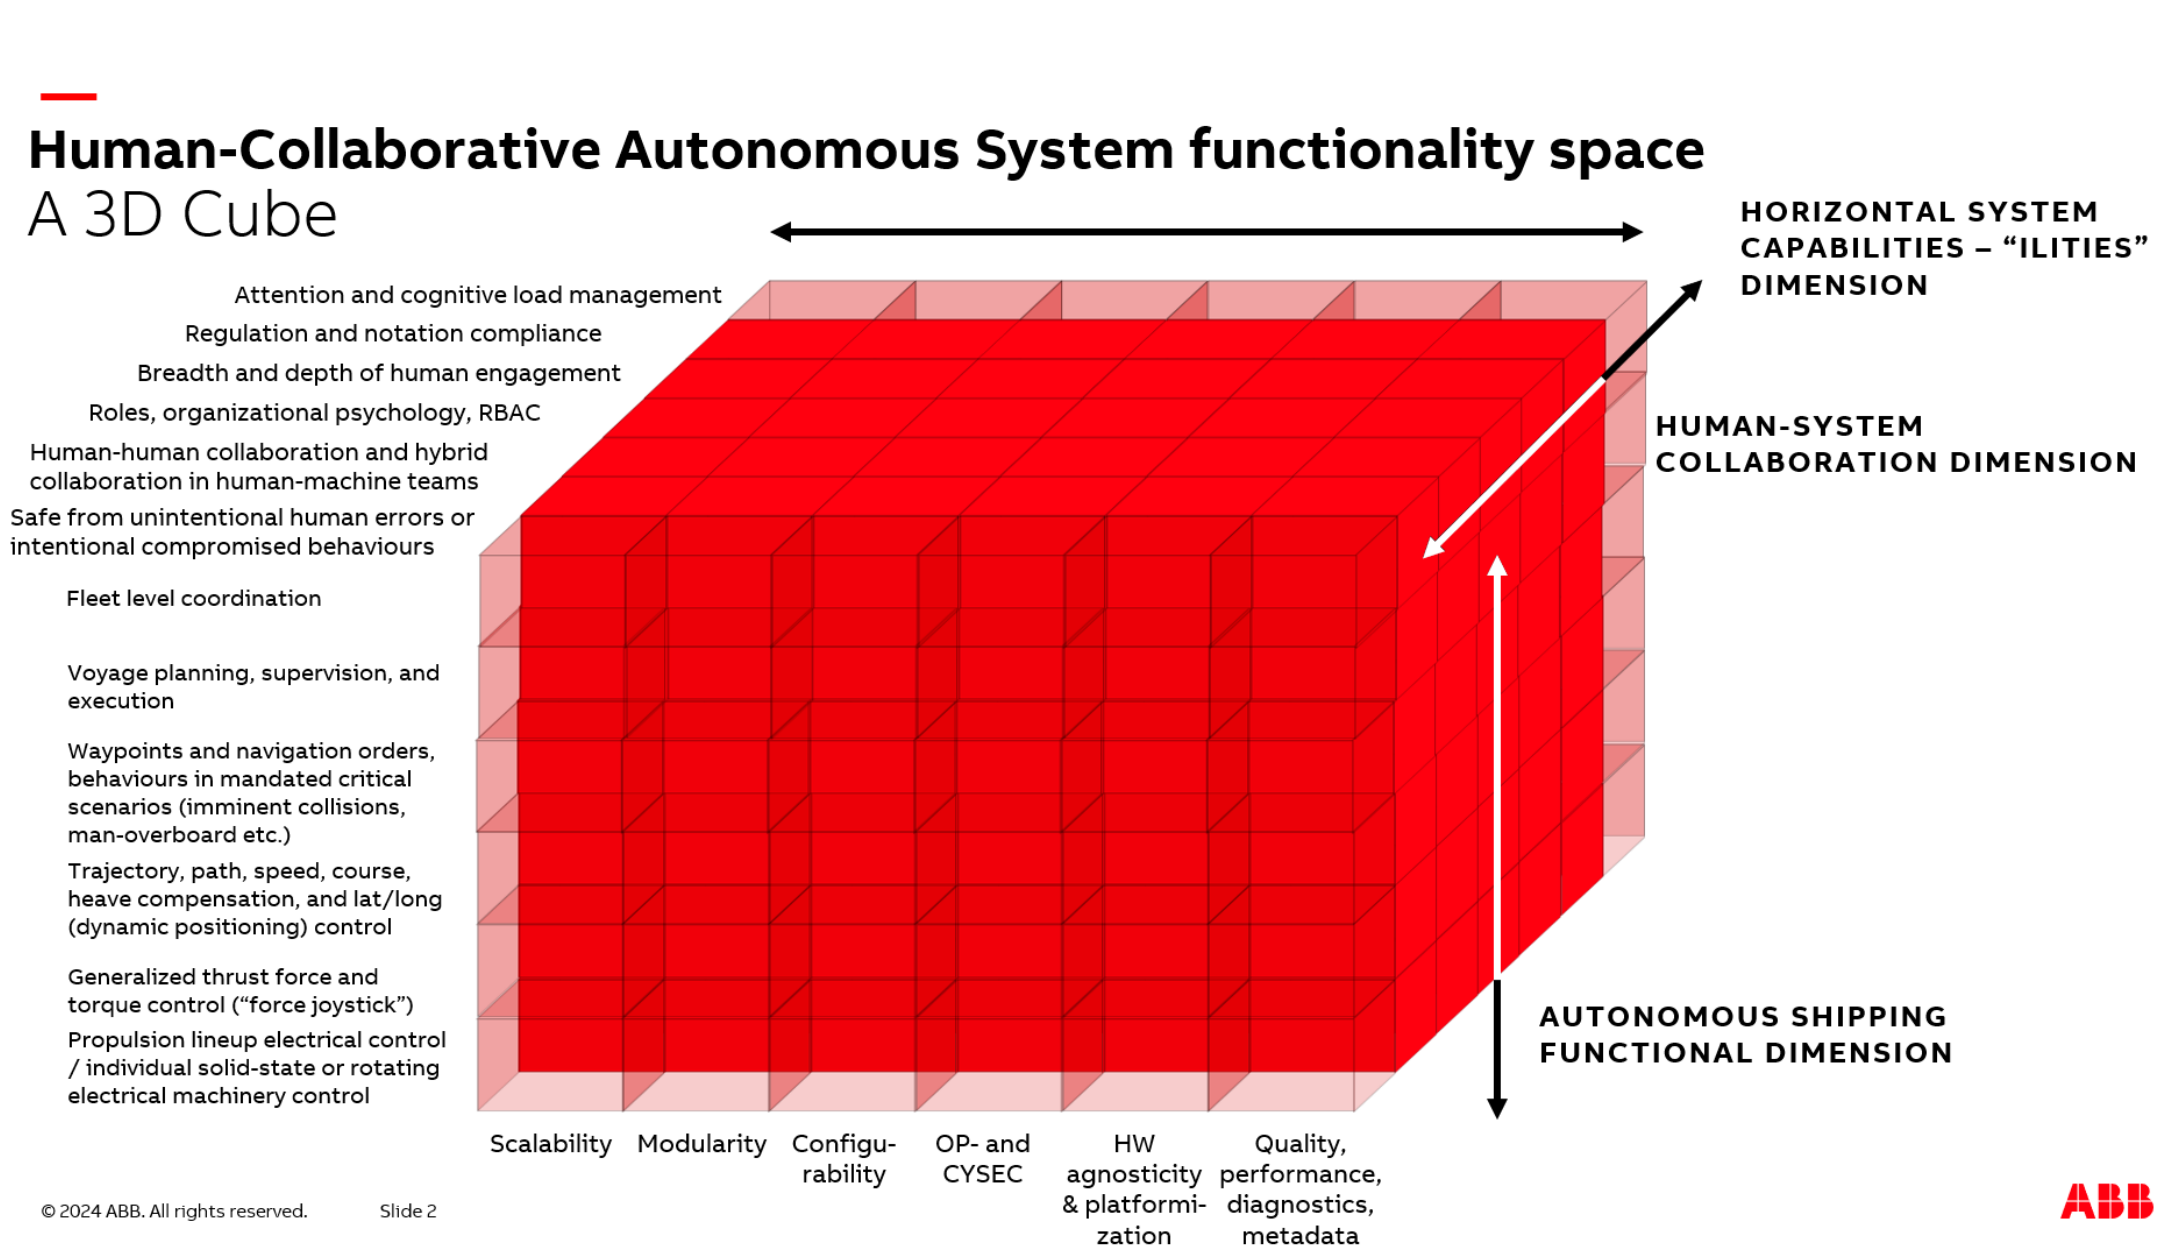 Human-Collaborative Autonomous System functionality space
A 3D Cube
HORIZONTAL SYSTEM
CAPABILITIES – “ILITIES”
DIMENSION
Attention and cognitive load management
Regulation and notation compliance
Breadth and depth of human engagement
Roles, organizational psychology, RBAC
Human-human collaboration and hybrid
collaboration in human-machine teams
Safe from unintentional human errors or
intentional compromised behaviours
HUMAN-SYSTEM
COLLABORATION DIMENSION
Fleet level coordination
Voyage planning, supervision, and
execution
Waypoints and navigation orders,
behaviours in mandated critical
scenarios (imminent collisions,
man-overboard etc.)
Trajectory, path, speed, course,
heave compensation, and lat/long
(dynamic positioning) control
Generalized thrust force and
torque control (“force joystick”)
Propulsion lineup electrical control
/ individual solid-state or rotating
electrical machinery control
AUTONOMOUS SHIPPING
FUNCTIONAL DIMENSION
Scalability
Modularity
Configu-
rability
OP- and
CYSEC
HW
agnosticity
& platformi-
zation
Quality,
performance,
diagnostics,
metadata
© 2024 ABB. All rights reserved.
Slide 2
ABB